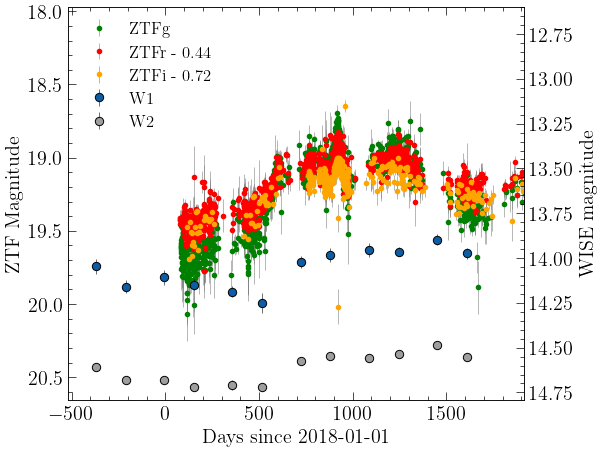 ZTFg
ZTFr - 0.44
ZTFi - 0.72
W1
W2
18.0
18.5
19.0
19.5
20.0
20.5
ZTF Magnitude
12.75
13.00
13.25
13.50
13.75
14.00
14.25
14.50
14.75
WISE magnitude
−500 0 500 1000 1500
Days since 2018-01-01